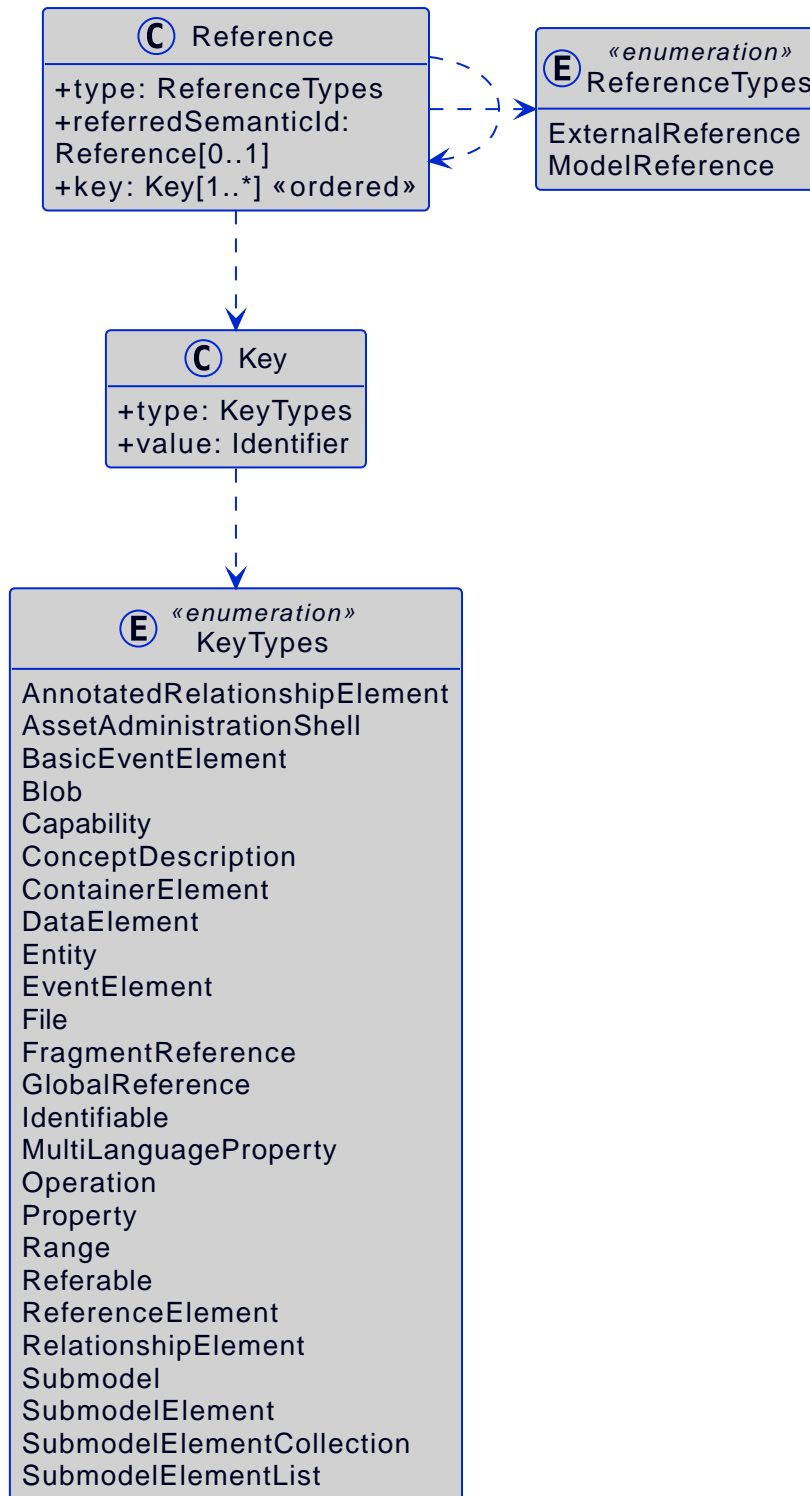 C Reference
+type: ReferenceTypes
+referredSemanticId:
Reference[0..1]
+key: Key[1..*] «ordered»
E «enumeration»
ReferenceTypes
ExternalReference
ModelReference
C Key
+type: KeyTypes
+value: Identifier
E «enumeration»
KeyTypes
AnnotatedRelationshipElement
AssetAdministrationShell
BasicEventElement
Blob
Capability
ConceptDescription
ContainerElement
DataElement
Entity
EventElement
File
FragmentReference
GlobalReference
Identifiable
MultiLanguageProperty
Operation
Property
Range
Referable
ReferenceElement
RelationshipElement
Submodel
SubmodelElement
SubmodelElementCollection
SubmodelElementList